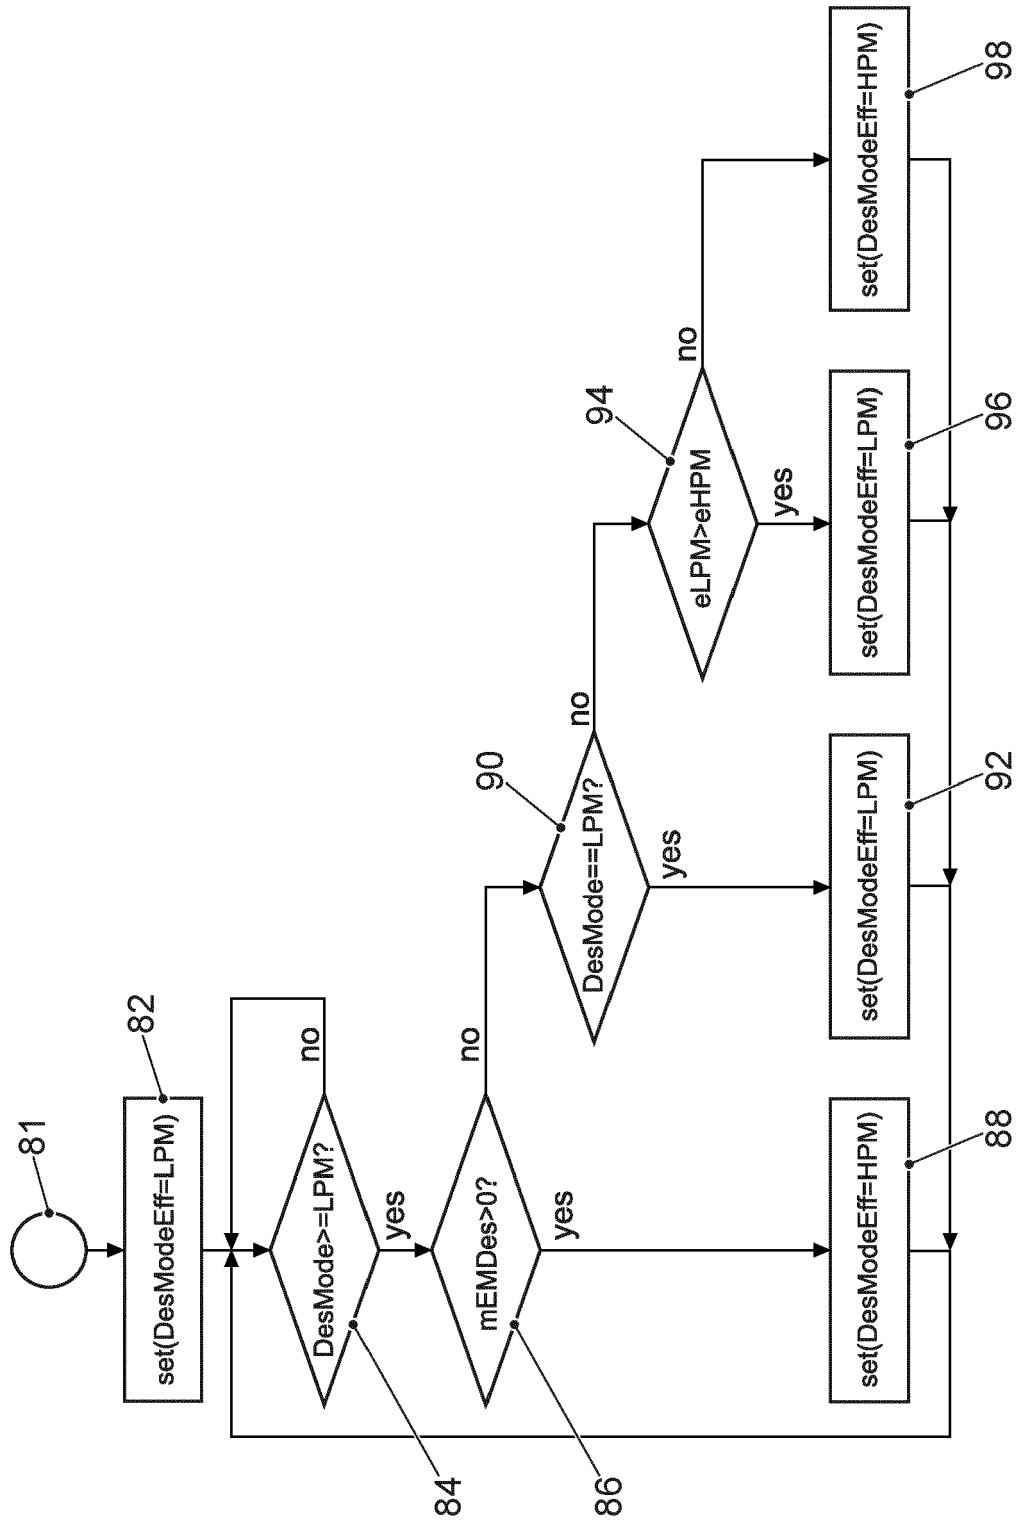 81
set(DesModeEff=LPM)
82
DesMode>=LPM?
no
yes
84
mEMDes>0?
no
yes
86
set(DesModeEff=HPM)
88
DesMode==LPM?
90
no
yes
set(DesModeEff=LPM)
92
eLPM>eHPM
94
no
yes
set(DesModeEff=LPM)
96
set(DesModeEff=HPM)
98